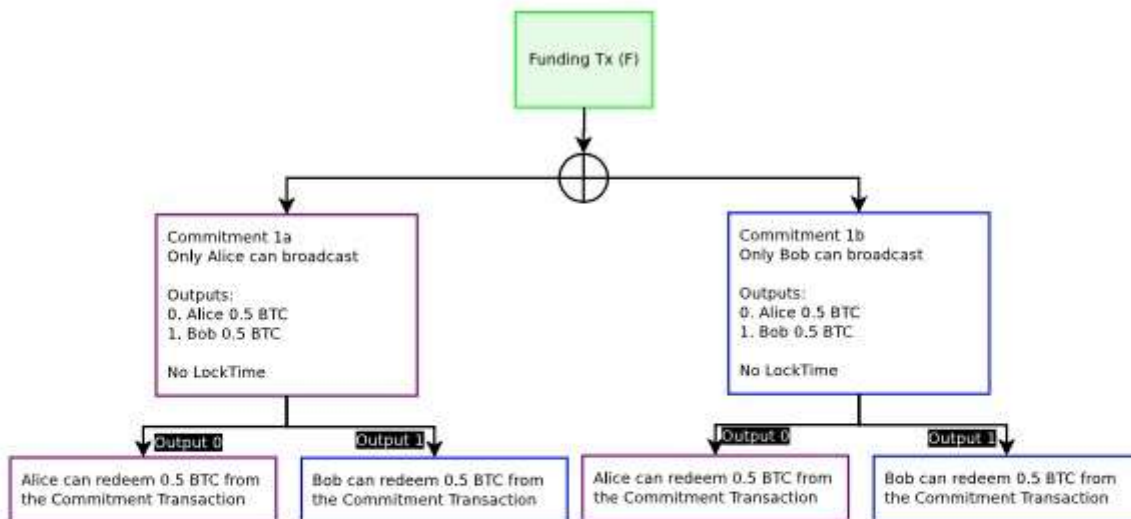 Funding Tx (F)
Commitment 1a
Only Alice can broadcast
Outputs:
0. Alice 0.5 BTC
1. Bob 0.5 BTC
No LockTime
Commitment 1b
Only Bob can broadcast
Outputs:
0. Alice 0.5 BTC
1. Bob 0.5 BTC
No LockTime
Output 0
Output 1
Output 0
Output 1
Alice can redeem 0.5 BTC from
the Commitment Transaction
Bob can redeem 0.5 BTC from
the Commitment Transaction
Alice can redeem 0.5 BTC from
the Commitment Transaction
Bob can redeem 0.5 BTC from
the Commitment Transaction